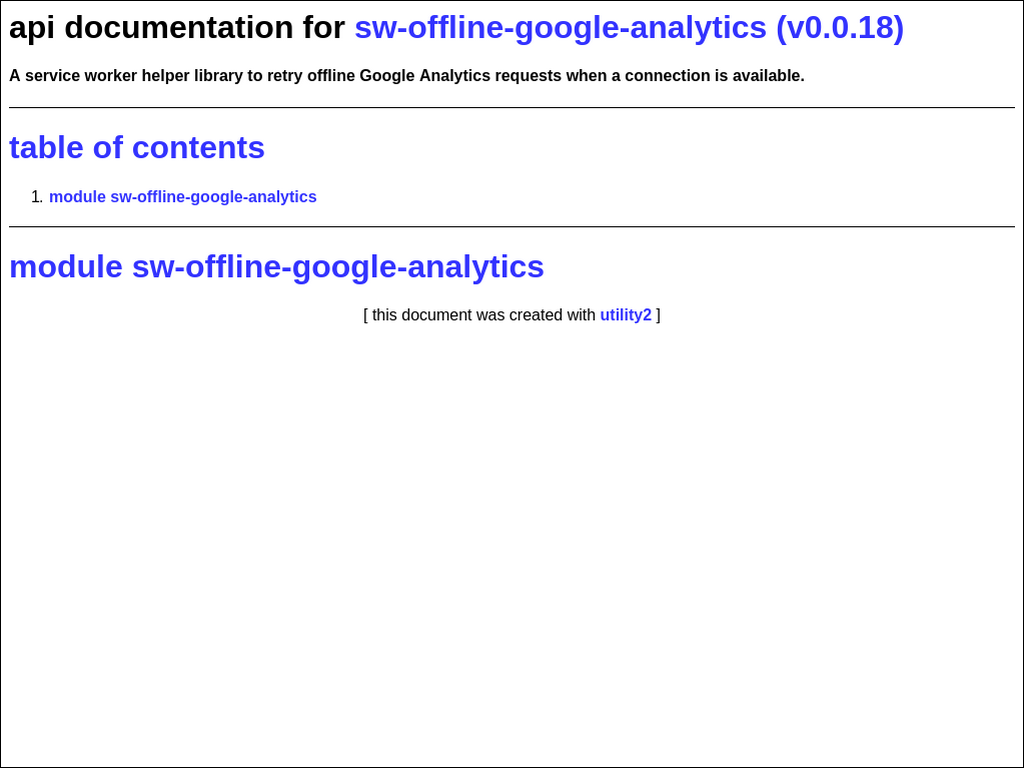 api documentation for sw-offline-google-analytics (v0.0.18)
A service worker helper library to retry offline Google Analytics requests when a connection is available.
table of contents
1. module sw-offline-google-analytics
module sw-offline-google-analytics
[ this document was created with utility2 ]